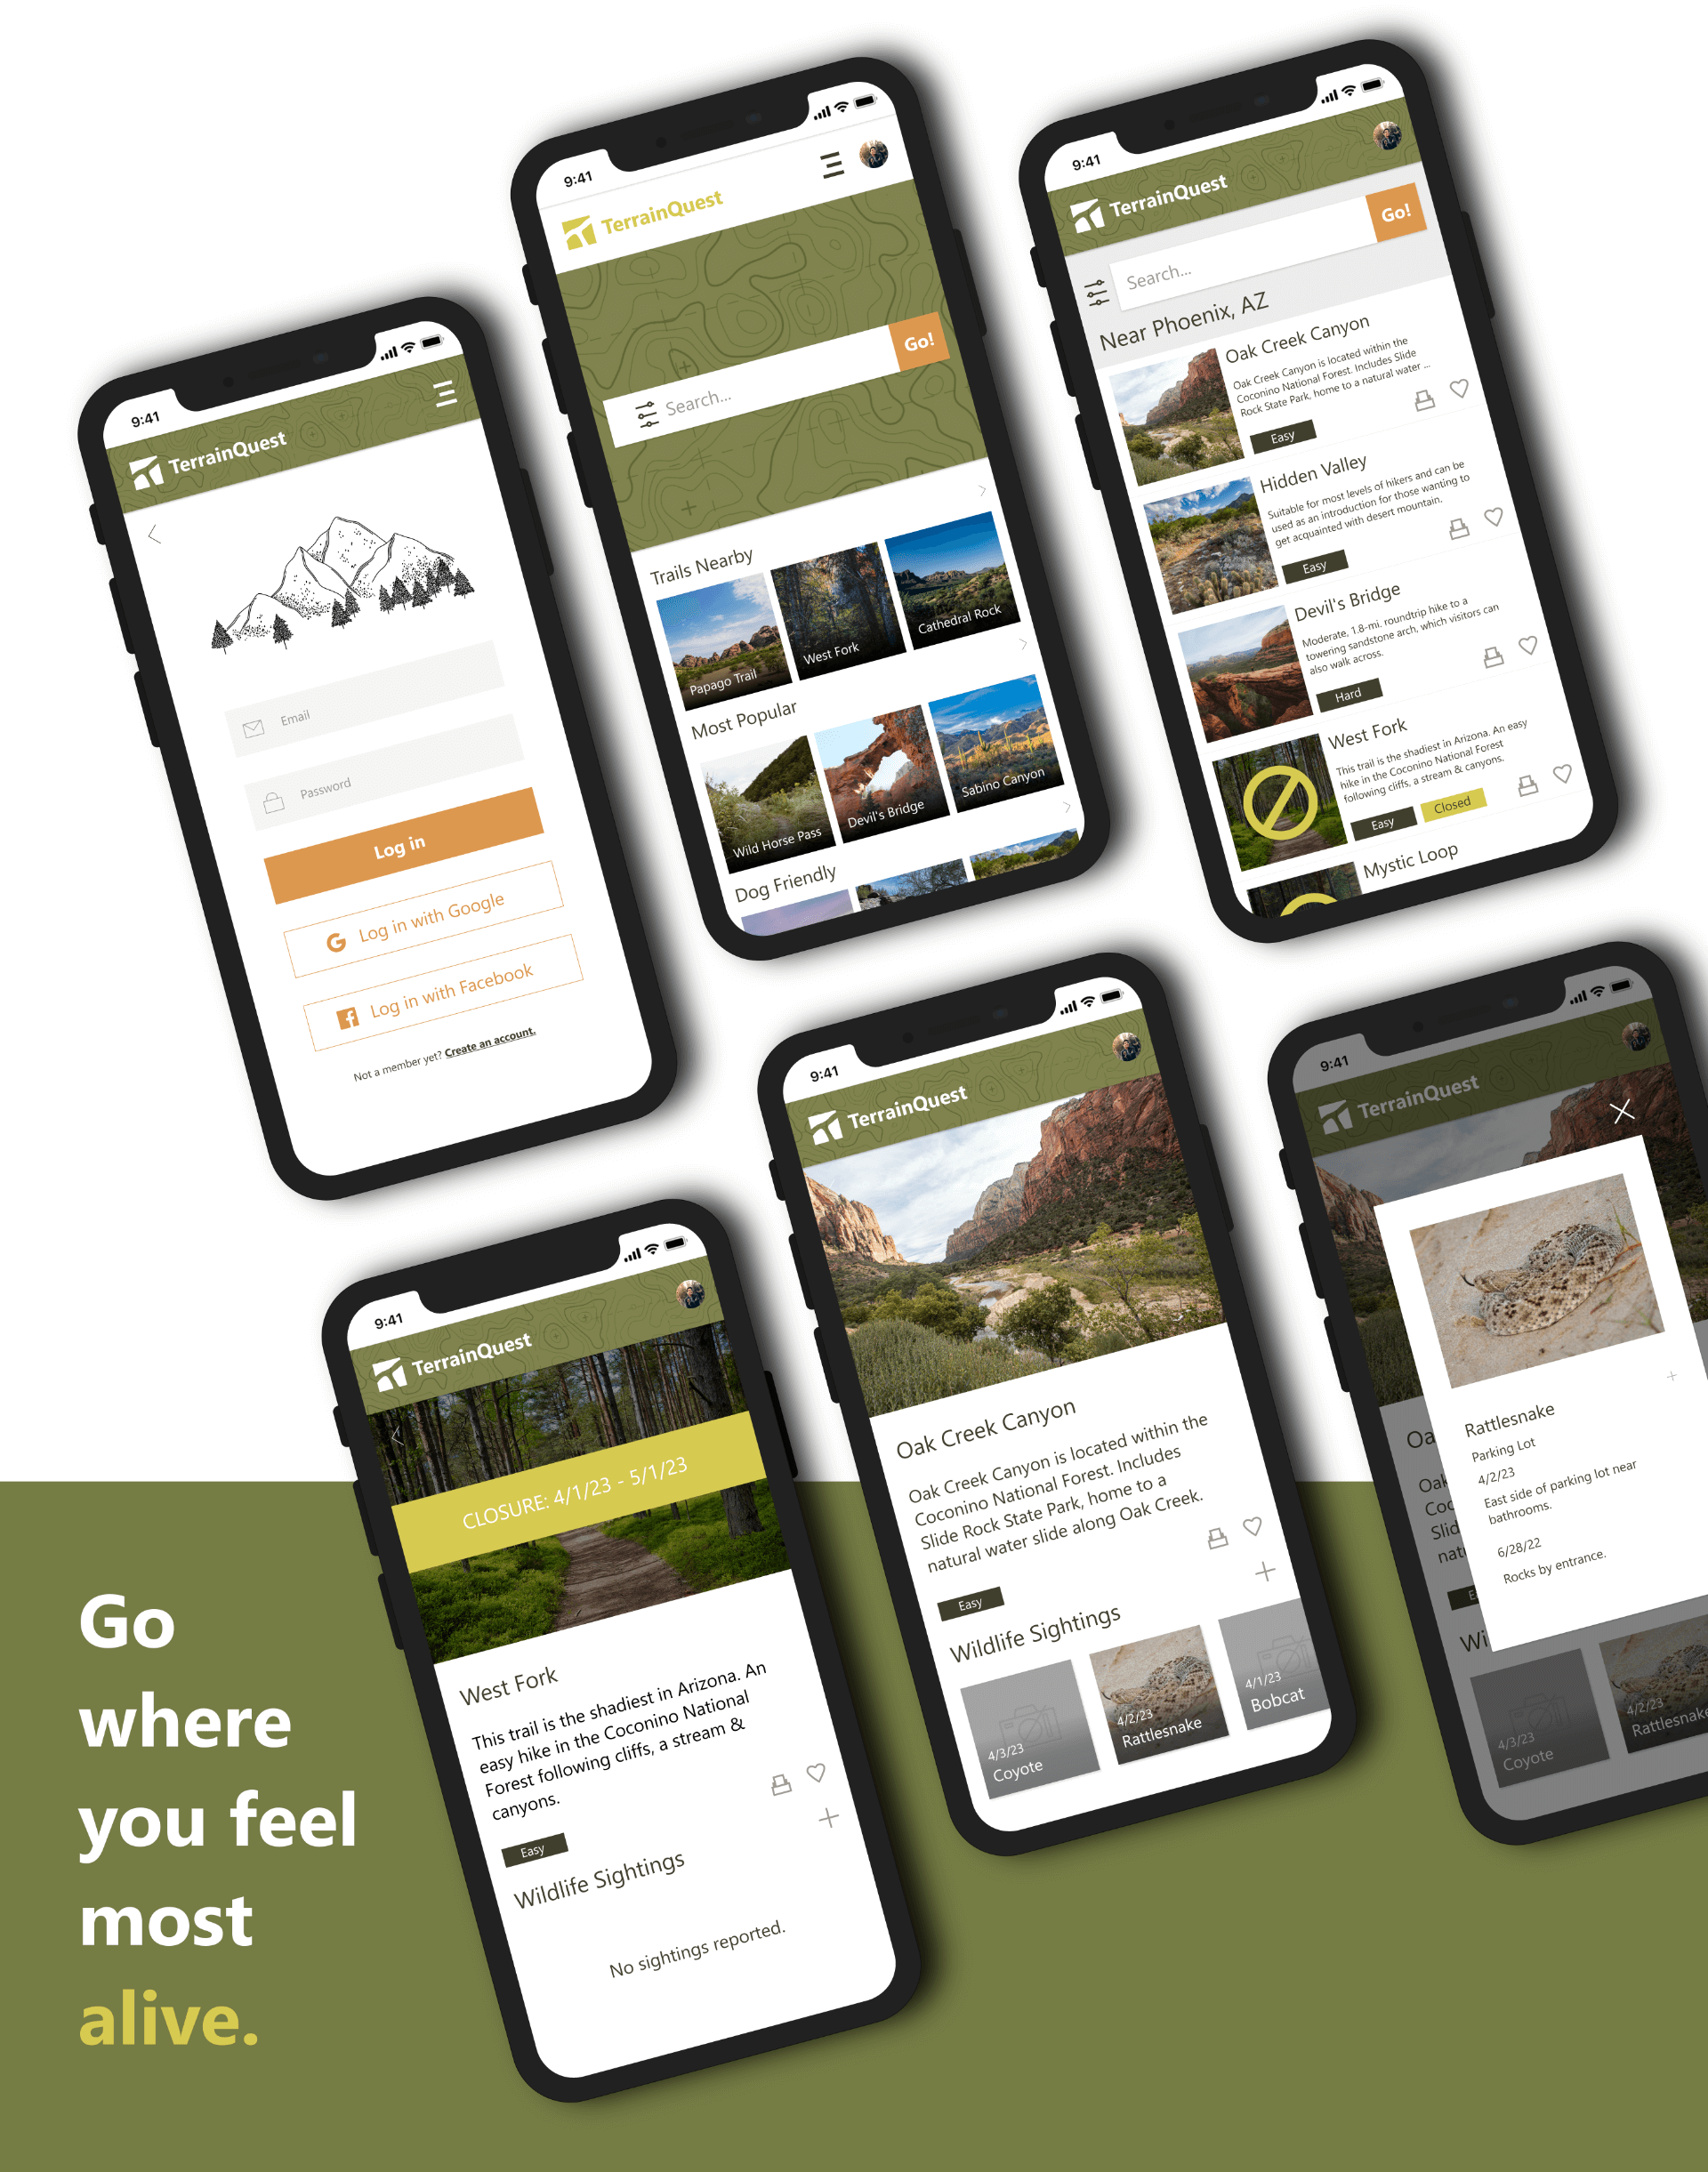 9:41
TerrainQuest
Email
Password
Log in
Log in with Google
Log in with Facebook
Not a member yet? Create an account.
9:41
TerrainQuest
Search...
Go!
Trails Nearby
Papago Trail
West Fork
Cathedral Rock
Most Popular
Wild Horse Pass
Devil's Bridge
Sabino Canyon
Dog Friendly
9:41
TerrainQuest
Search...
Go!
Near Phoenix, AZ
Oak Creek Canyon
Oak Creek Canyon is located within the
Coconino National Forest. Includes Slide
Rock State Park, home to a natural water ...
Easy
Hidden Valley
Suitable for most levels of hikers and can be
used as an introduction for those wanting to
get acquainted with desert mountain.
Easy
Devil's Bridge
Moderate, 1.8-mi. roundtrip hike to a
towering sandstone arch, which visitors can
also walk across.
Hard
West Fork
This trail is the shadiest in Arizona. An easy
hike in the Coconino National Forest
following cliffs, a stream & canyons.
Easy
Closed
Mystic Loop
9:41
TerrainQuest
CLOSURE: 4/1/23 - 5/1/23
West Fork
This trail is the shadiest in Arizona. An
easy hike in the Coconino National
Forest following cliffs, a stream &
canyons.
Easy
Wildlife Sightings
No sightings reported.
9:41
TerrainQuest
Oak Creek Canyon
Oak Creek Canyon is located within the
Coconino National Forest. Includes
Slide Rock State Park, home to a
natural water slide along Oak Creek.
Easy
Wildlife Sightings
4/3/23
Coyote
4/2/23
Rattlesnake
4/1/23
Bobcat
9:41
TerrainQuest
Rattlesnake
Parking Lot
4/2/23
East side of parking lot near
bathrooms.
6/28/22
Rocks by entrance.
Oa
Oak
Coc
Slid
natu
E
Wi
4/3/23
Coyote
4/2/23
Rattlesnake
Go
where
you feel
most
alive.